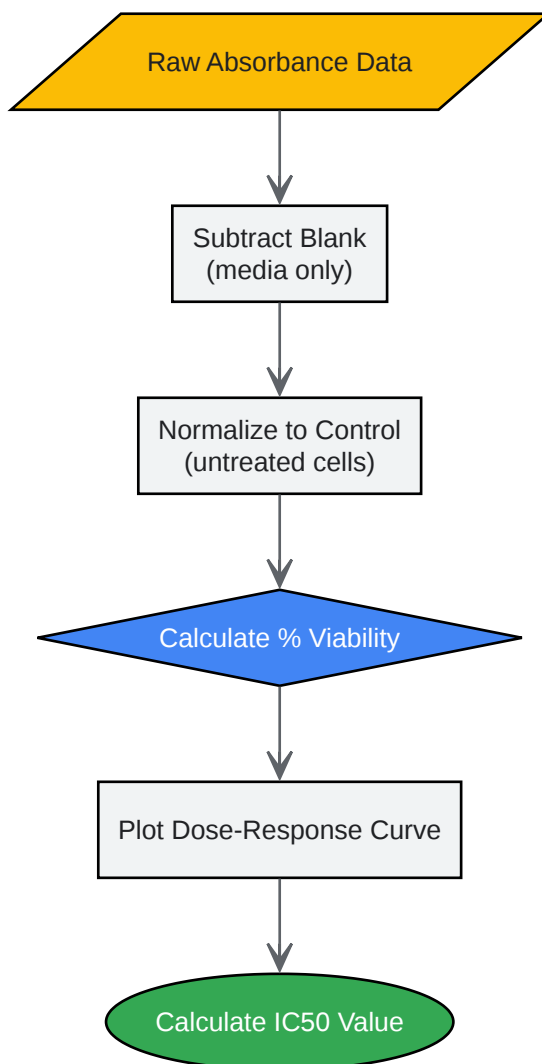 Raw Absorbance Data
Subtract Blank
(media only)
Normalize to Control
(untreated cells)
Calculate % Viability
Plot Dose-Response Curve
Calculate IC50 Value